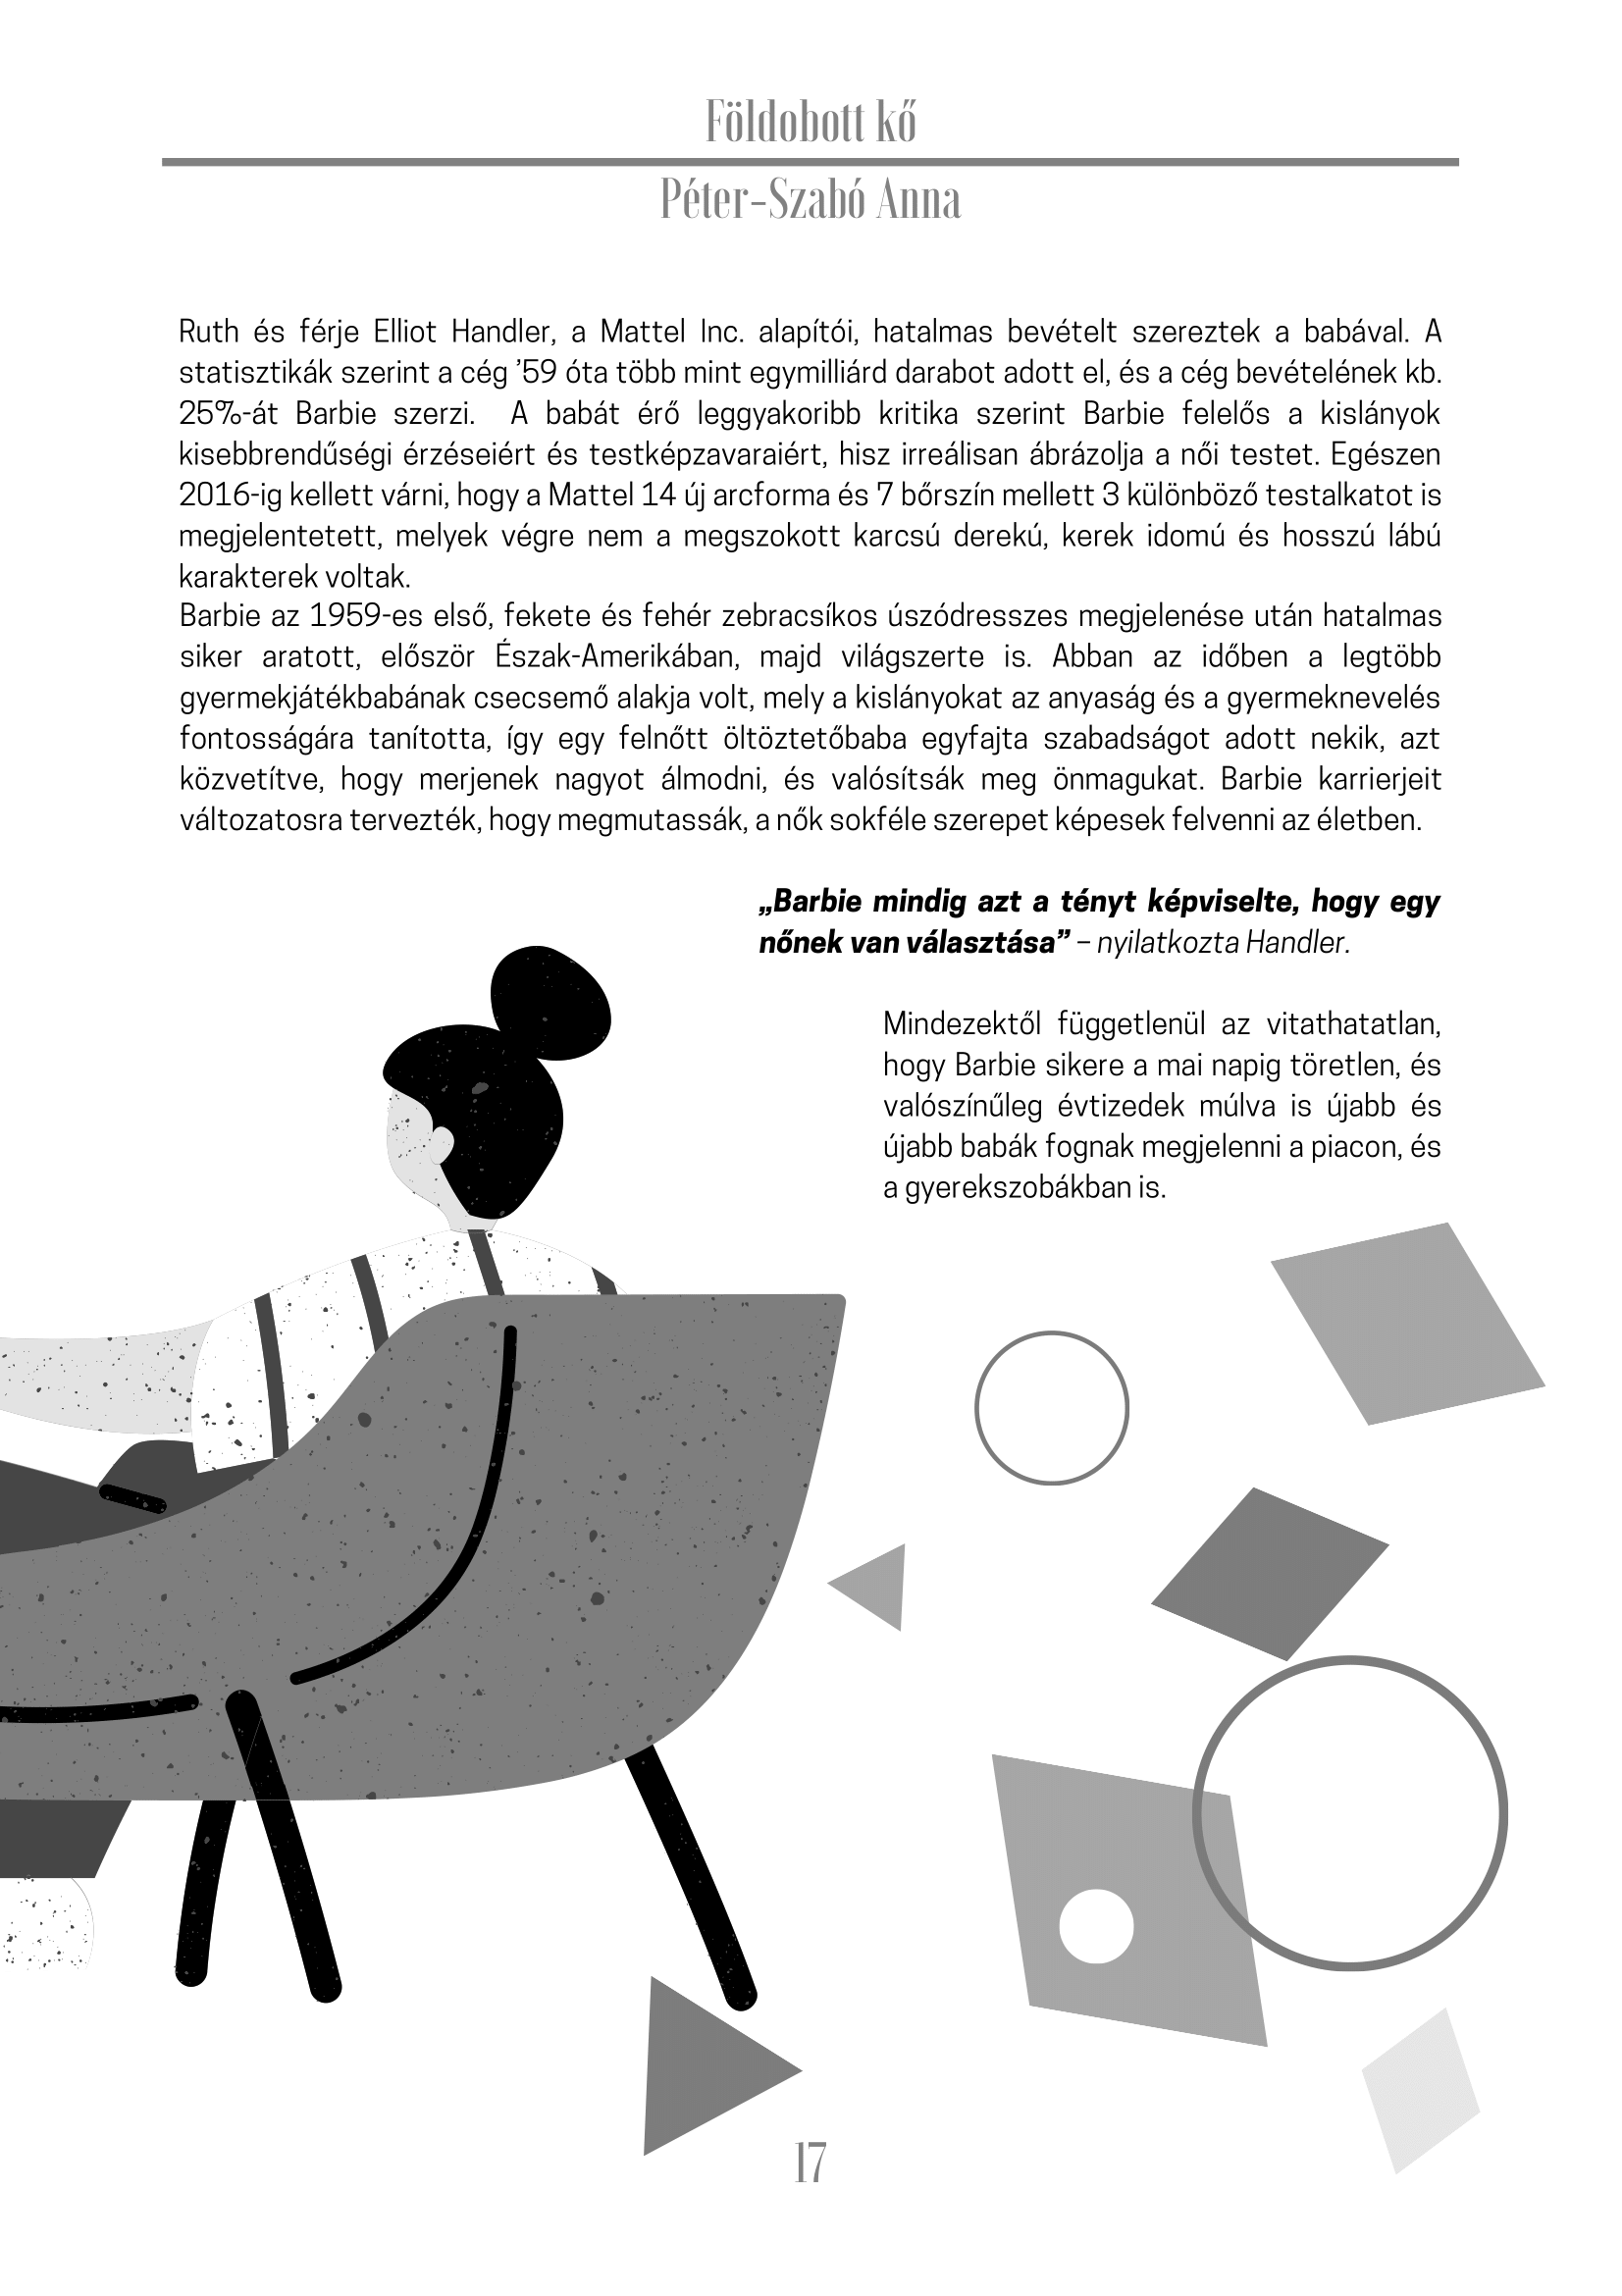 Földobott kő
Péter-Szabó Anna
Ruth és férje Elliot Handler, a Mattel Inc. alapítói, hatalmas bevételt szereztek a babával. A
statisztikák szerint a cég ’59 óta több mint egymilliárd darabot adott el, és a cég bevételének kb.
25%-át Barbie szerzi. A babát érő leggyakoribb kritika szerint Barbie felelős a kislányok
kisebbrendűségi érzéseiért és testképzavaraiért, hisz irreálisan ábrázolja a női testet. Egészen
2016-ig kellett várni, hogy a Mattel 14 új arcforma és 7 bőrszín mellett 3 különböző testalkatot is
megjelentetett, melyek végre nem a megszokott karcsú derekú, kerek idomú és hosszú lábú
karakterek voltak.
Barbie az 1959-es első, fekete és fehér zebracsíkos úszódresszes megjelenése után hatalmas
siker aratott, először Észak-Amerikában, majd világszerte is. Abban az időben a legtöbb
gyermekjátékbabának csecsemő alakja volt, mely a kislányokat az anyaság és a gyermeknevelés
fontosságára tanította, így egy felnőtt öltöztetőbaba egyfajta szabadságot adott nekik, azt
közvetítve, hogy merjenek nagyot álmodni, és valósítsák meg önmagukat. Barbie karrierjeit
változatosra tervezték, hogy megmutassák, a nők sokféle szerepet képesek felvenni az életben.
„Barbie mindig azt a tényt képviselte, hogy egy
nőnek van választása” – nyilatkozta Handler.
Mindezektől függetlenül az vitathatatlan,
hogy Barbie sikere a mai napig töretlen, és
valószínűleg évtizedek múlva is újabb és
újabb babák fognak megjelenni a piacon, és
a gyerekszobákban is.
17